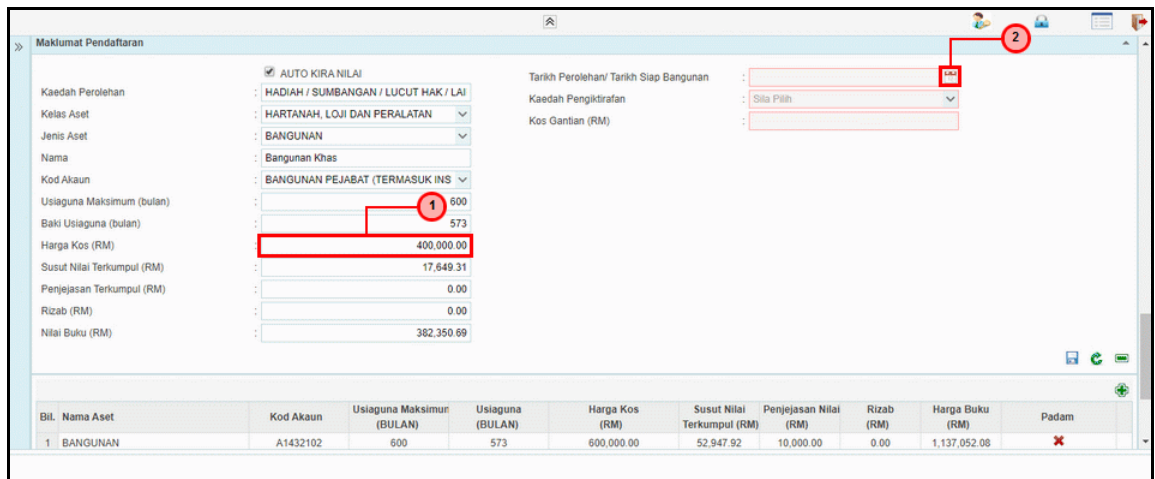 2
Maklumat Pendaftaran
AUTO KIRA NILAI
Kaedah Perolehan : HADIAH / SUMBANGAN / LUCUT HAK / LAI
Kelas Aset : HARTANAH, LOJI DAN PERALATAN
Jenis Aset : BANGUNAN
Nama : Bangunan Khas
Kod Akaun : BANGUNAN PEJABAT (TERMASUK INS
Usiaguna Maksimum (bulan) : 600
1
Baki Usiaguna (bulan) : 573
Harga Kos (RM) : 400,000.00
Susut Nilai Terkumpul (RM) : 17,649.31
Penjejasan Terkumpul (RM) : 0.00
Rizab (RM) : 0.00
Nilai Buku (RM) : 382,350.69
Tarikh Perolehan/ Tarikh Siap Bangunan :
Kaedah Pengiktirafan : Sila Pilih
Kos Gantian (RM) :
Bil. Nama Aset Kod Akaun Usiaguna Maksimun (BULAN) Usiaguna (BULAN) Harga Kos (RM) Susut Nilai Terkumpul (RM) Penjejasan Nilai (RM) Rizab (RM) Harga Buku (RM) Padam
1 BANGUNAN A1432102 600 573 600,000.00 52,947.92 10,000.00 0.00 1,137,052.08